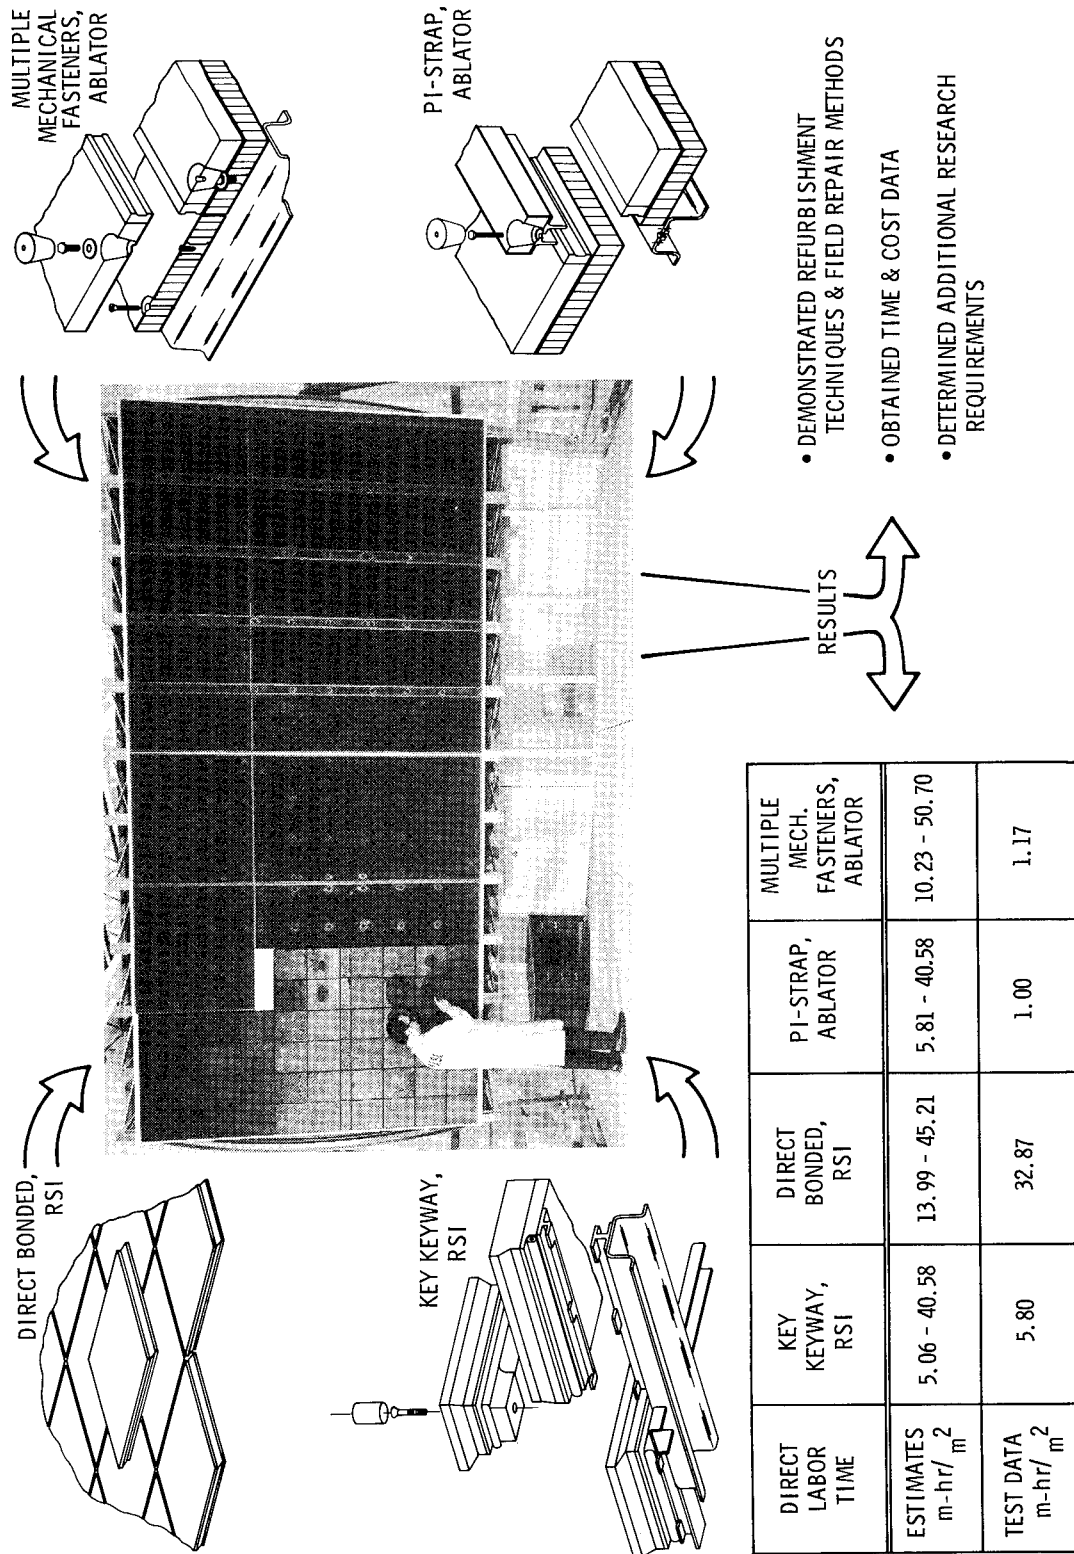 DIRECT BONDED,
RSI
MULTIPLE
MECHANICAL
FASTENERS,
ABLATOR
KEY KEYWAY,
RSI
PI-STRAP,
ABLATOR
RESULTS
DIRECT
LABOR
TIME
KEY
KEYWAY,
RSI
DIRECT
BONDED,
RSI
PI-STRAP,
ABLATOR
MULTIPLE
MECH.
FASTENERS,
ABLATOR
ESTIMATES
m-hr/m2
5.06 - 40.58
13.99 - 45.21
5.81 - 40.58
10.23 - 50.70
TEST DATA
m-hr/m2
5.80
32.87
1.00
1.17
• DEMONSTRATED REFURBISHMENT
TECHNIQUES & FIELD REPAIR METHODS
• OBTAINED TIME & COST DATA
• DETERMINED ADDITIONAL RESEARCH
REQUIREMENTS